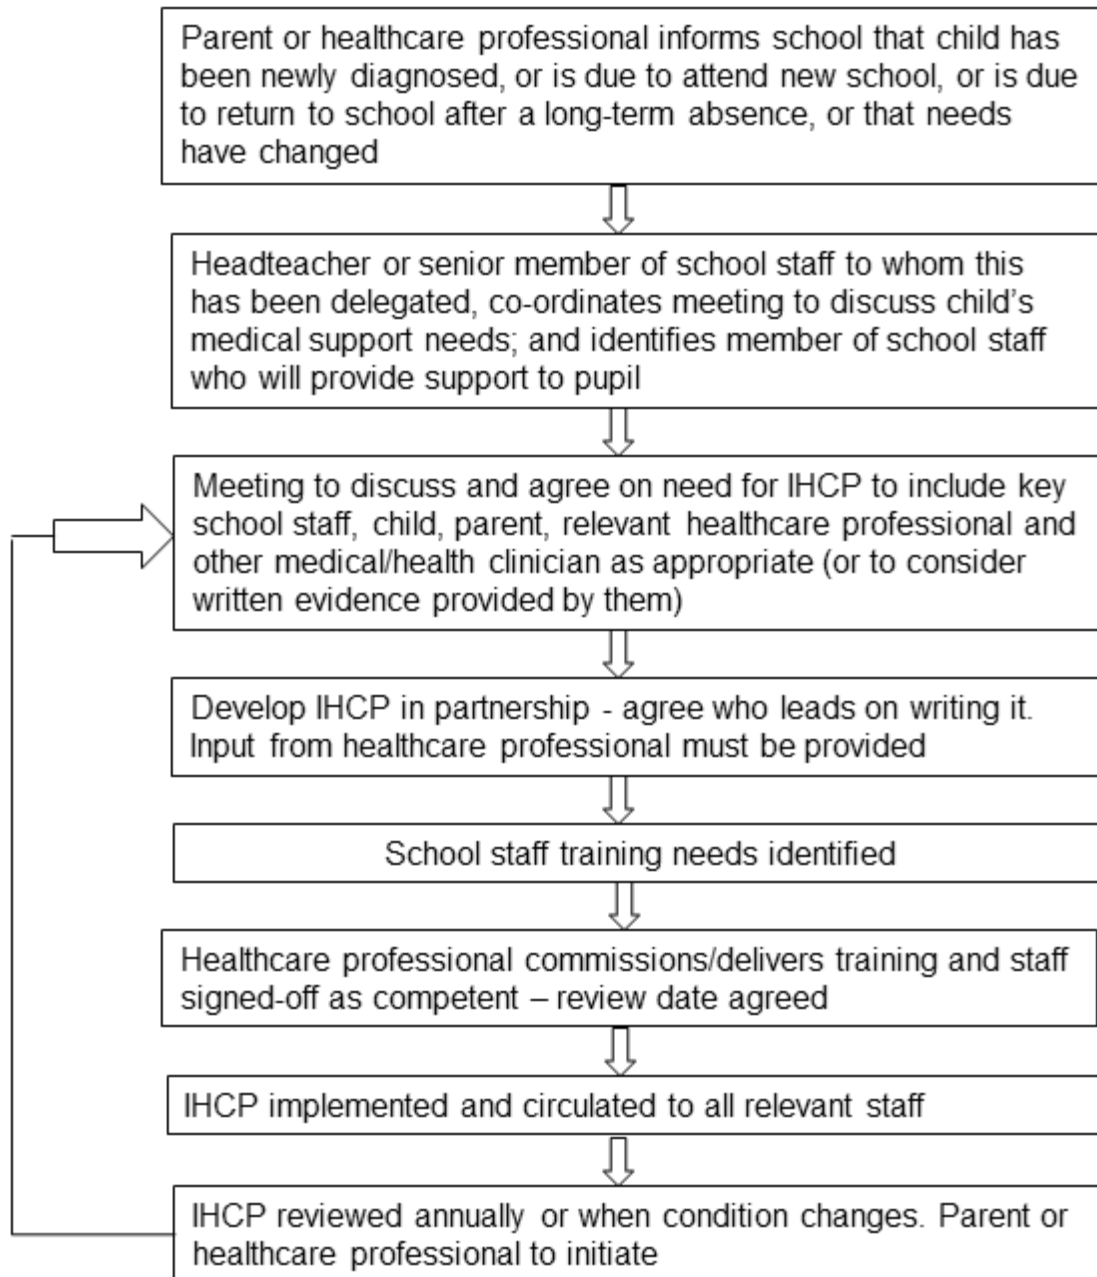 Parent or healthcare professional informs school that child has
been newly diagnosed, or is due to attend new school, or is due
to return to school after a long-term absence, or that needs
have changed
Headteacher or senior member of school staff to whom this
has been delegated, co-ordinates meeting to discuss child's
medical support needs; and identifies member of school staff
who will provide support to pupil
Meeting to discuss and agree on need for IHCP to include key
school staff, child, parent, relevant healthcare professional and
other medical/health clinician as appropriate (or to consider
written evidence provided by them)
Develop IHCP in partnership - agree who leads on writing it.
Input from healthcare professional must be provided
School staff training needs identified
Healthcare professional commissions/delivers training and staff
signed-off as competent – review date agreed
IHCP implemented and circulated to all relevant staff
IHCP reviewed annually or when condition changes. Parent or
healthcare professional to initiate